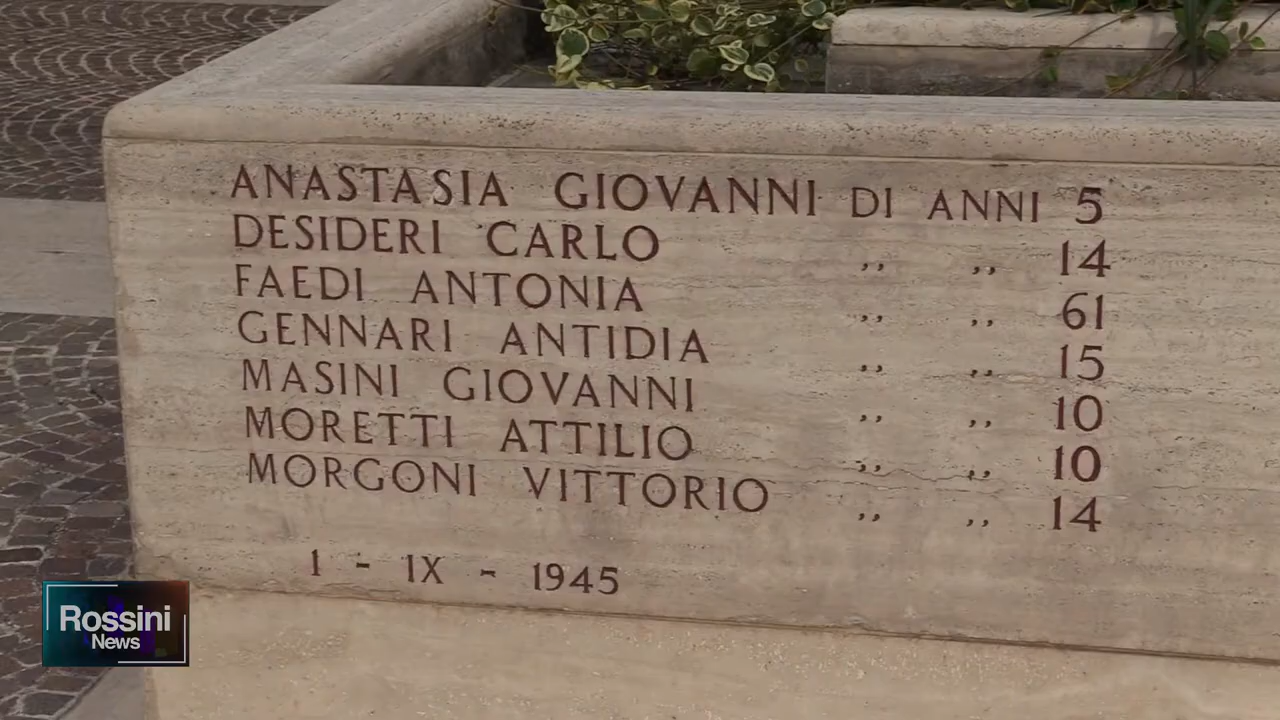 ANASTASIA GIOVANNI DI ANNI 5
DESIDERI CARLO ,, ,, 14
FAEDI ANTONIA ,, ,, 61
GENNARI ANTIDIA ,, ,, 15
MASINI GIOVANNI ,, ,, 10
MORETTI ATTILIO ,, ,, 10
MORGONI VITTORIO ,, ,, 14
1 - IX - 1945
Rossini
News